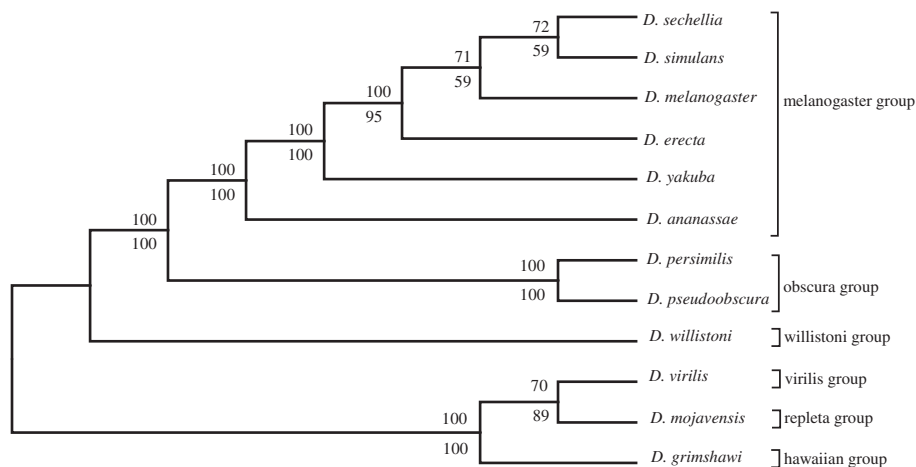 D. sechellia
72
59
D. simulans
71
59
D. melanogaster
melanogaster group
100
95
D. erecta
100
100
D. yakuba
100
100
D. ananassae
100
100
D. persimilis
100
100
obscura group
D. pseudoobscura
D. willistoni
willistoni group
D. virilis
virilis group
70
89
D. mojavensis
repleta group
100
100
D. grimshawi
hawaiian group